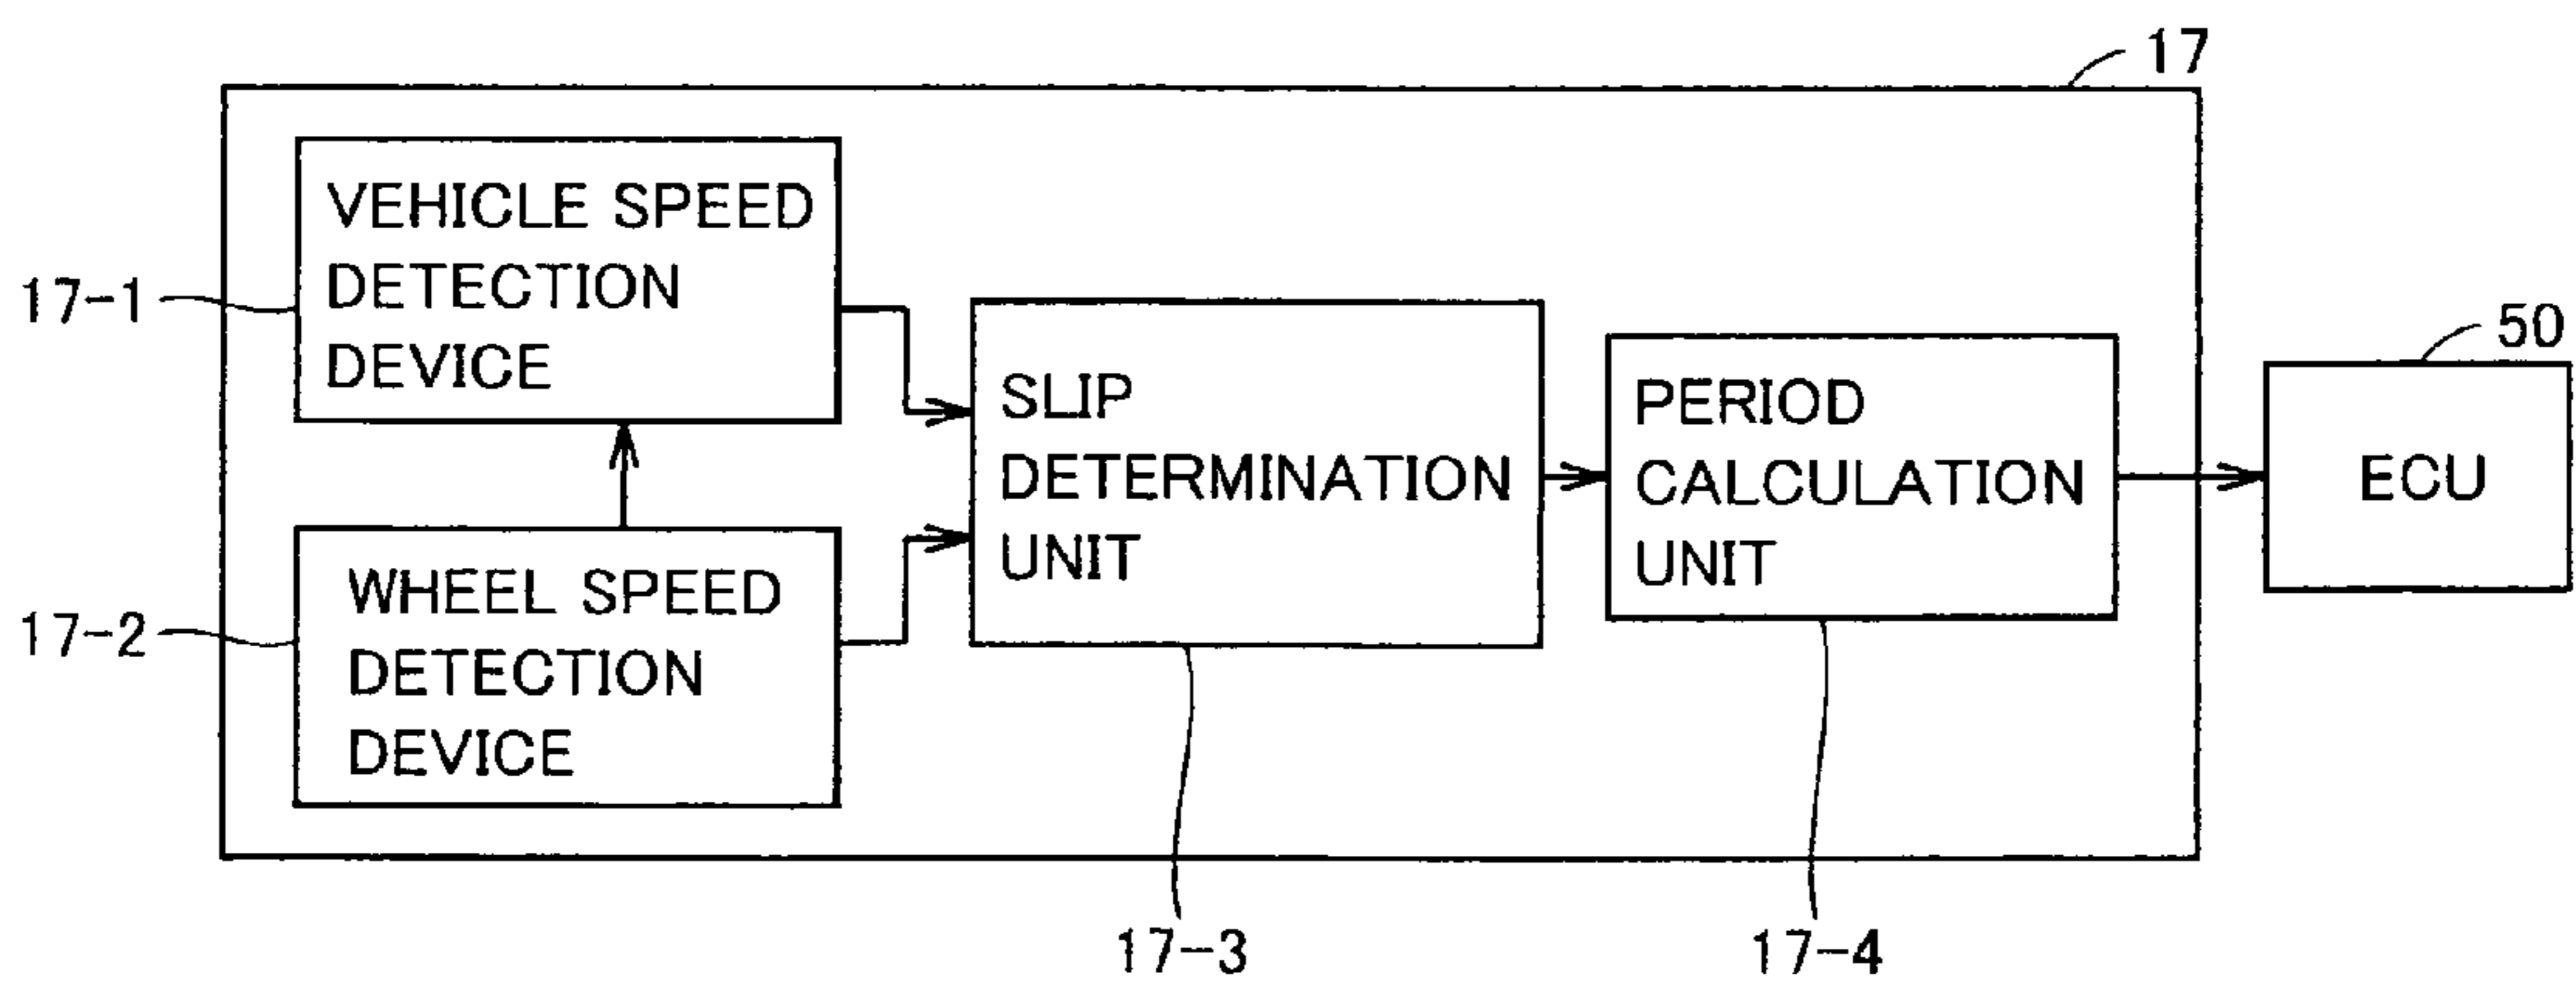 17
VEHICLE SPEED
DETECTION
DEVICE
17-1
WHEEL SPEED
DETECTION
DEVICE
17-2
SLIP
DETERMINATION
UNIT
17-3
PERIOD
CALCULATION
UNIT
17-4
50
ECU